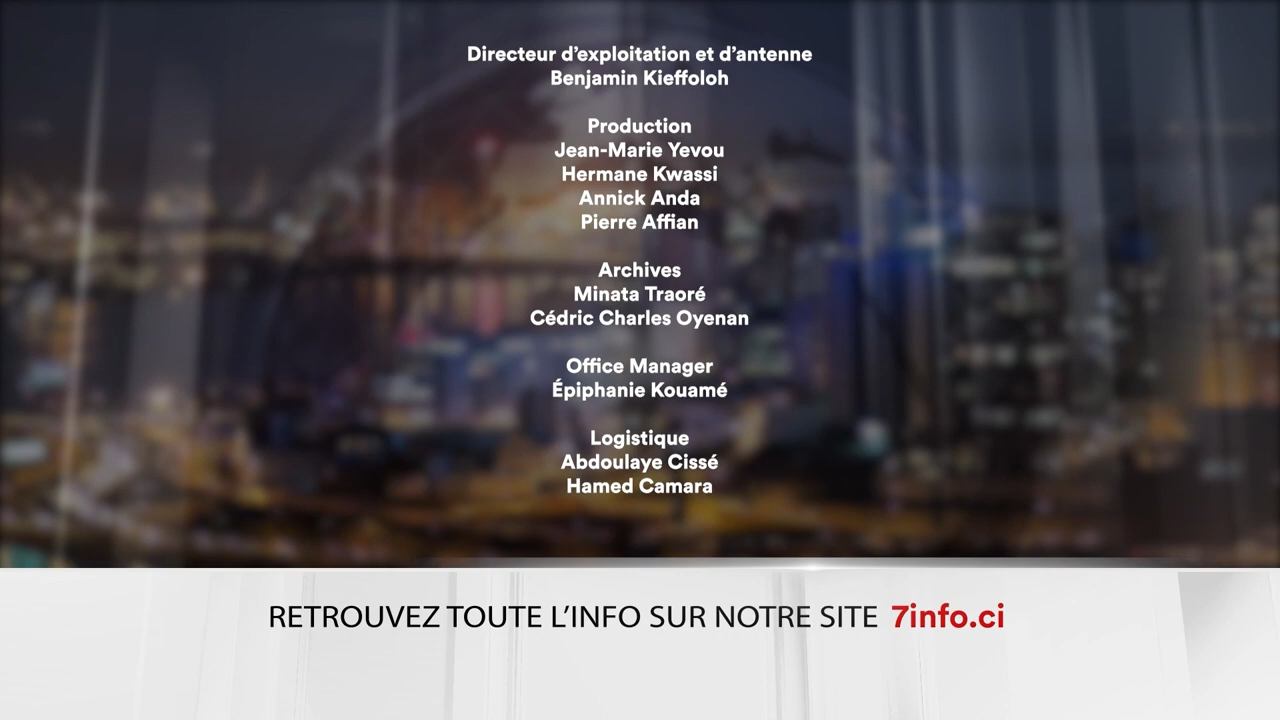 Directeur d’exploitation et d’antenne
Benjamin Kieffoloh
Production
Jean-Marie Yevou
Hermane Kwassi
Annick Anda
Pierre Affian
Archives
Minata Traoré
Cédric Charles Oyenan
Office Manager
Épiphanie Kouamé
Logistique
Abdoulaye Cissé
Hamed Camara
RETROUVEZ TOUTE L’INFO SUR NOTRE SITE 7info.ci